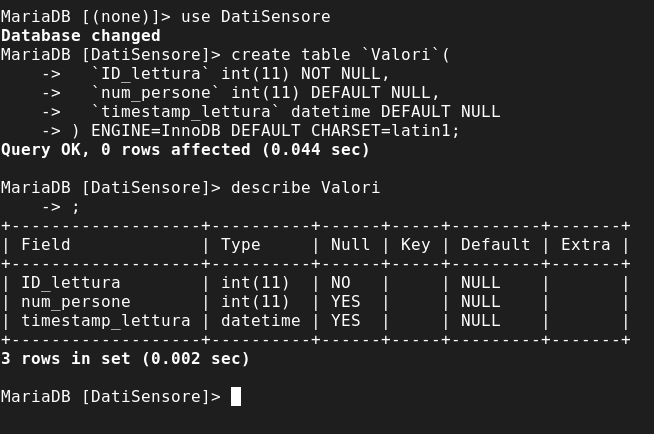 MariaDB [(none)]> use DatiSensore
Database changed
MariaDB [DatiSensore]> create table `Valori`(
    ->   `ID_lettura` int(11) NOT NULL,
    ->   `num_persone` int(11) DEFAULT NULL,
    ->   `timestamp_lettura` datetime DEFAULT NULL
    -> ) ENGINE=InnoDB DEFAULT CHARSET=latin1;
Query OK, 0 rows affected (0.044 sec)

MariaDB [DatiSensore]> describe Valori
    -> ;
+-------------------+----------+------+-----+---------+-------+
| Field             | Type     | Null | Key | Default | Extra |
+-------------------+----------+------+-----+---------+-------+
| ID_lettura        | int(11)  | NO   |     | NULL    |       |
| num_persone       | int(11)  | YES  |     | NULL    |       |
| timestamp_lettura | datetime | YES  |     | NULL    |       |
+-------------------+----------+------+-----+---------+-------+
3 rows in set (0.002 sec)

MariaDB [DatiSensore]>